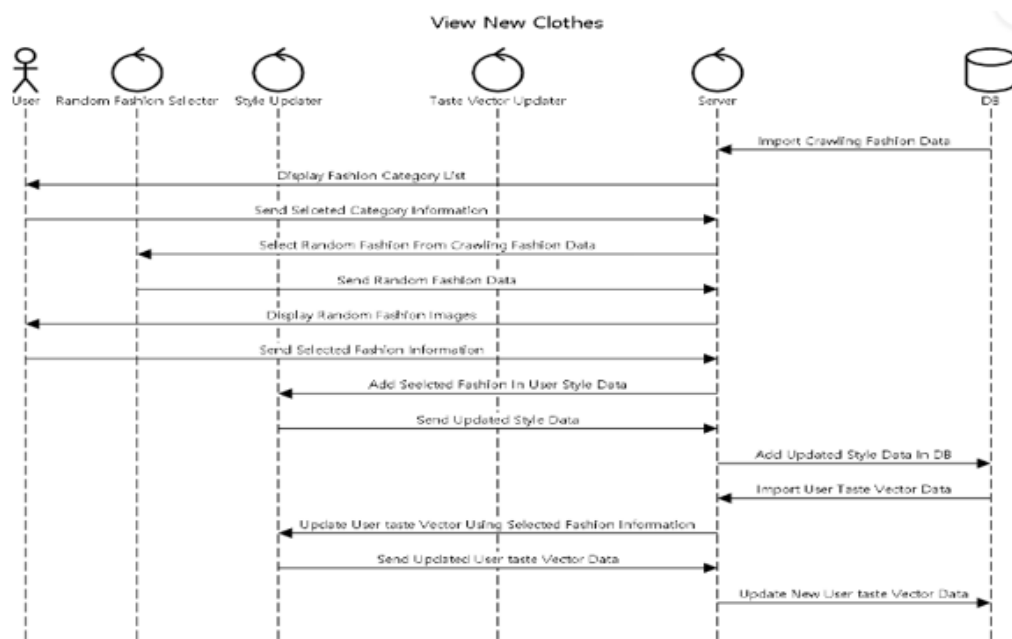 View New Clothes
User
Random Fashion Selecter
Style Updater
Taste Vector Updater
Server
DB
Import Crawling Fashion Data
Display Fashion Category List
Send Selceted Category Information
Select Random Fashion From Crawling Fashion Data
Send Random Fashion Data
Display Random Fashion Images
Send Selected Fashion Information
Add Seelcted Fashion In User Style Data
Send Updated Style Data
Add Updated Style Data In DB
Import User Taste Vector Data
Update User taste Vector Using Selected Fashion Information
Send Updated User taste Vector Data
Update New User taste Vector Data